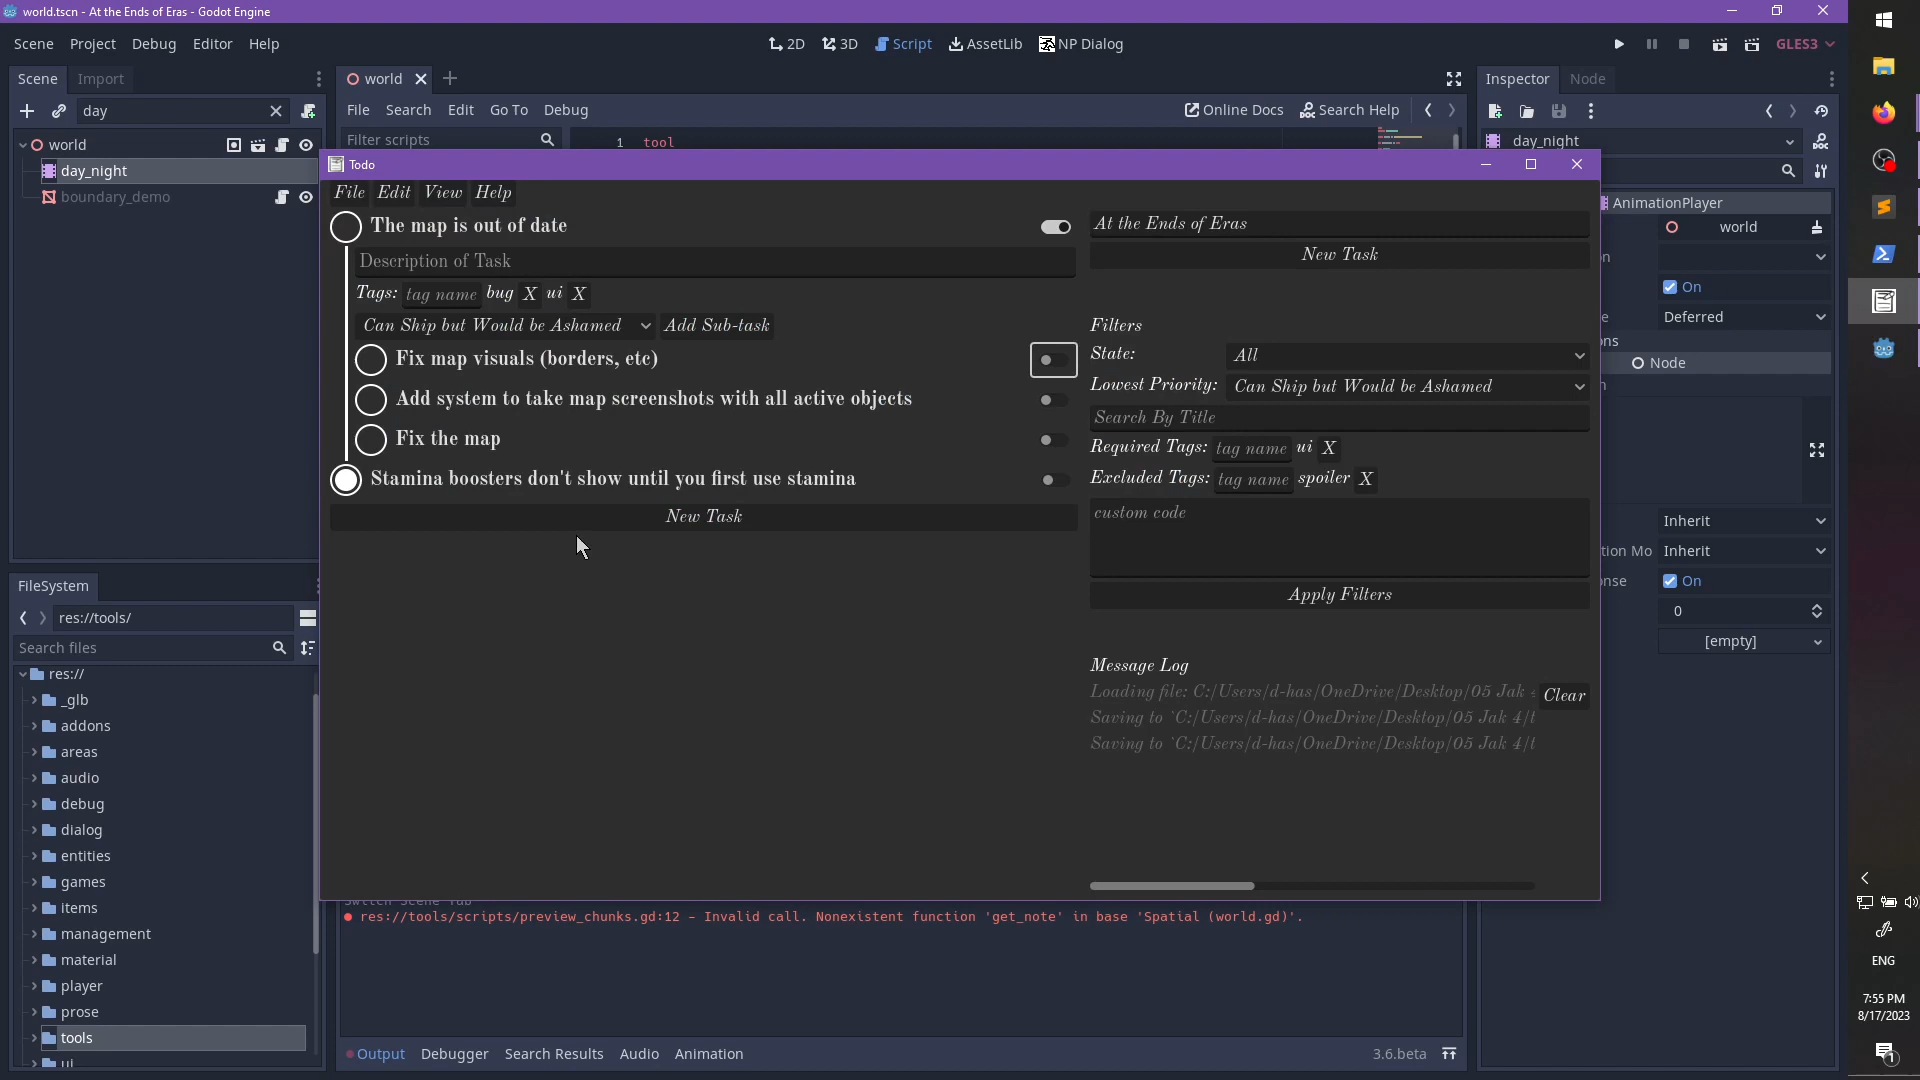 world.tscn - At the Ends of Eras - Godot Engine
Scene Project Debug Editor Help
2D 3D Script AssetLib NP Dialog
GLES3
Scene Import
world
Inspector Node
day
File Search Edit Go To Debug
Online Docs Search Help
world
Filter scripts
1 tool
day_night
day_night
boundary_demo
Todo
File Edit View Help
The map is out of date
Description of Task
Tags: tag name bug X ui X
Can Ship but Would be Ashamed Add Sub-task
Fix map visuals (borders, etc)
Add system to take map screenshots with all active objects
Fix the map
Stamina boosters don't show until you first use stamina
New Task
At the Ends of Eras
New Task
Filters
State: All
Lowest Priority: Can Ship but Would be Ashamed
Search By Title
Required Tags: tag name ui X
Excluded Tags: tag name spoiler X
custom code
Apply Filters
Message Log
Loading file: C:/Users/d-has/OneDrive/Desktop/05 Jak 4
Clear
Saving to `C:/Users/d-has/OneDrive/Desktop/05 Jak 4/t
Saving to `C:/Users/d-has/OneDrive/Desktop/05 Jak 4/t
AnimationPlayer
world
On
Deferred
Node
Inherit
Inherit
On
0
[empty]
FileSystem
res://tools/
Search files
res://
_glb
addons
areas
audio
debug
dialog
entities
games
items
management
material
player
prose
tools
ui
Switch Scene Tab
res://tools/scripts/preview_chunks.gd:12 - Invalid call. Nonexistent function 'get_note' in base 'Spatial (world.gd)'.
Output Debugger Search Results Audio Animation
3.6.beta
ENG
7:55 PM
8/17/2023
1